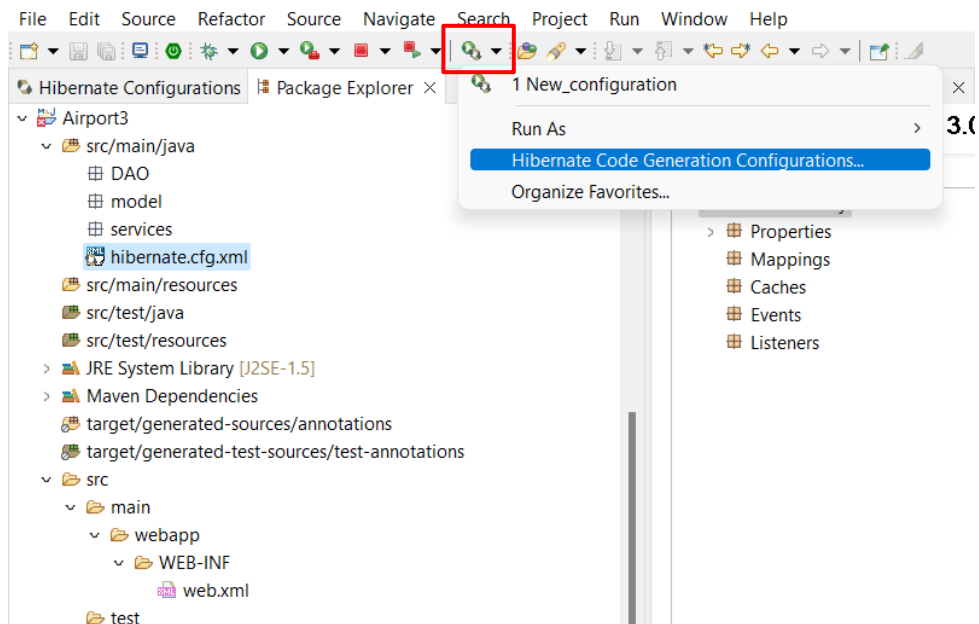 File Edit Source Refactor Source Navigate Search Project Run Window Help
Hibernate Configurations Package Explorer
1 New_configuration
Run As
Hibernate Code Generation Configurations...
Organize Favorites...
3.0
Airport3
src/main/java
DAO
model
services
hibernate.cfg.xml
src/main/resources
src/test/java
src/test/resources
JRE System Library [J2SE-1.5]
Maven Dependencies
target/generated-sources/annotations
target/generated-test-sources/test-annotations
src
main
webapp
WEB-INF
web.xml
test
Properties
Mappings
Caches
Events
Listeners